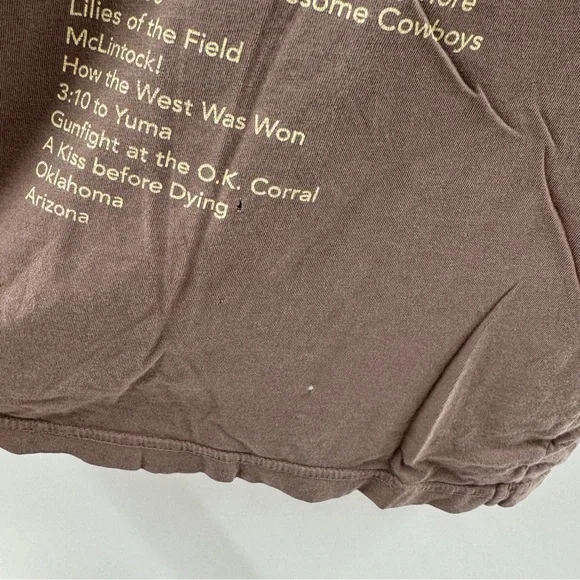 Lilies of the Field
McLintock!
How the West Was Won
3:10 to Yuma
Gunfight at the O.K. Corral
A Kiss before Dying
Oklahoma
Arizona
Cowboys